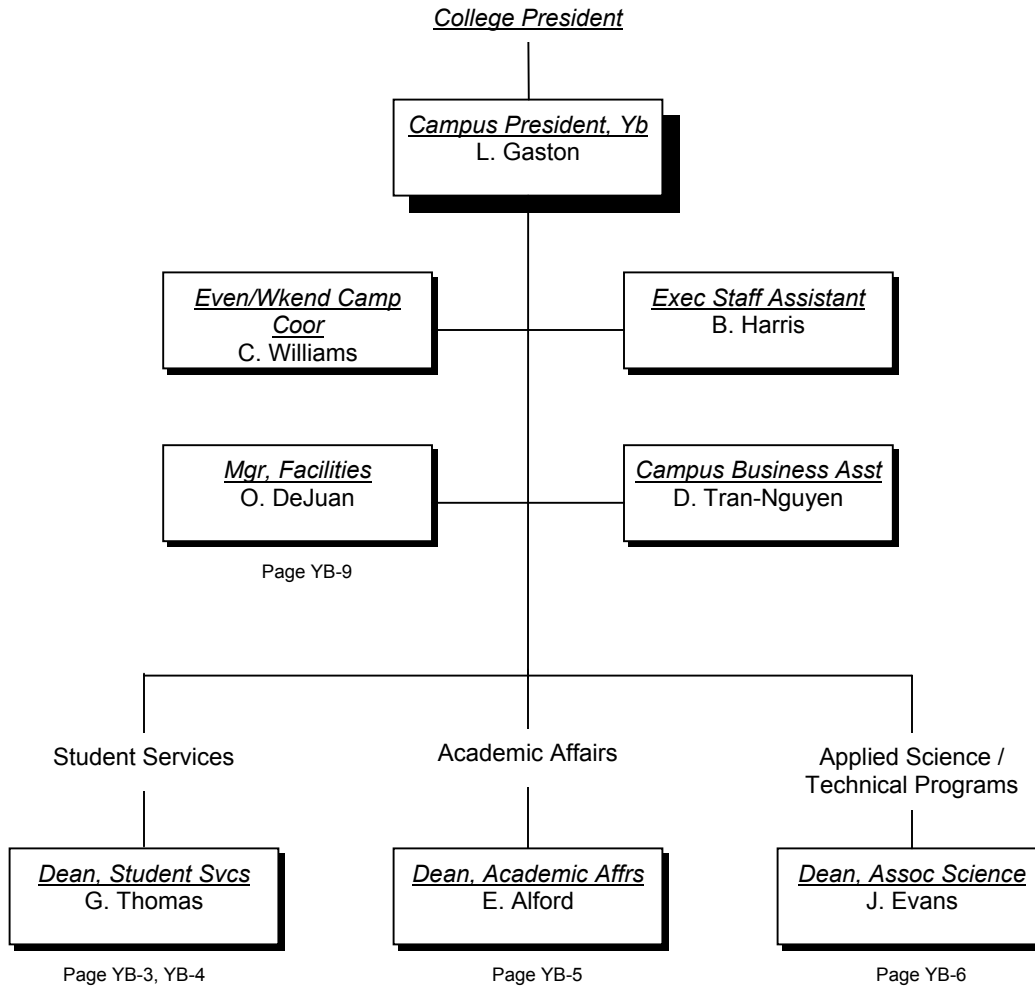 College President
Campus President, Yb
L. Gaston
Even/Wkend Camp
Coor
C. Williams
Exec Staff Assistant
B. Harris
Mgr, Facilities
O. DeJuan
Campus Business Asst
D. Tran-Nguyen
Page YB-9
Student Services
Academic Affairs
Applied Science /
Technical Programs
Dean, Student Svcs
G. Thomas
Dean, Academic Affrs
E. Alford
Dean, Assoc Science
J. Evans
Page YB-3, YB-4
Page YB-5
Page YB-6